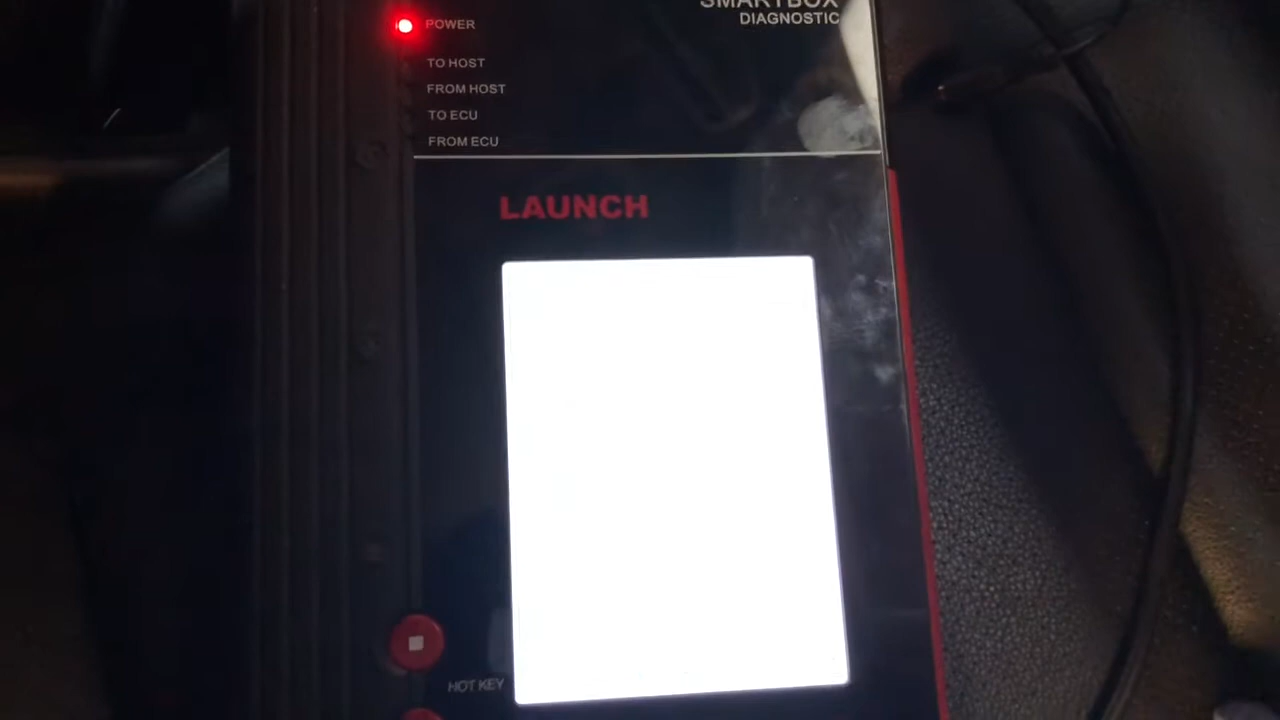 SMARTBOX
DIAGNOSTIC
POWER
TO HOST
FROM HOST
TO ECU
FROM ECU
LAUNCH
HOT KEY